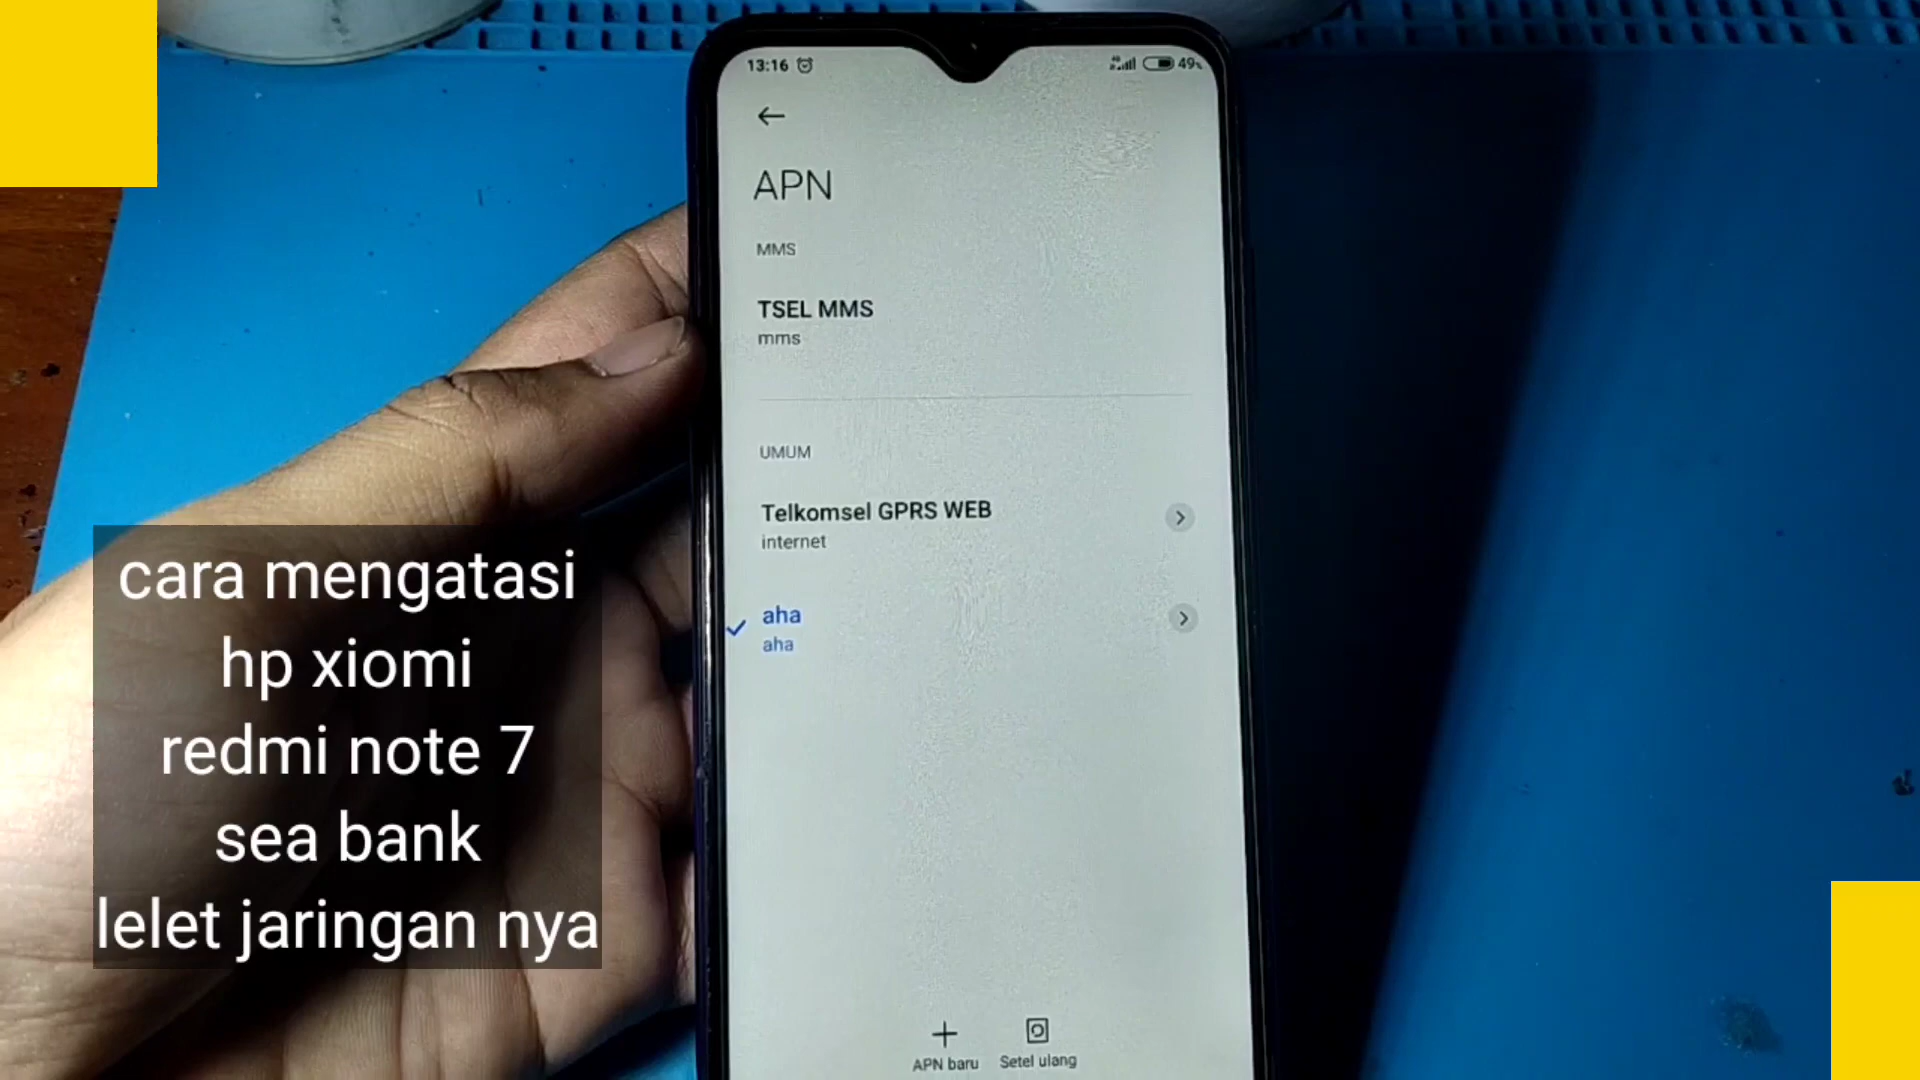 13:16
49%
APN
MMS
TSEL MMS
mms
UMUM
Telkomsel GPRS WEB
internet
aha
aha
APN baru
Setel ulang
cara mengatasi
hp xiomi
redmi note 7
sea bank
lelet jaringan nya